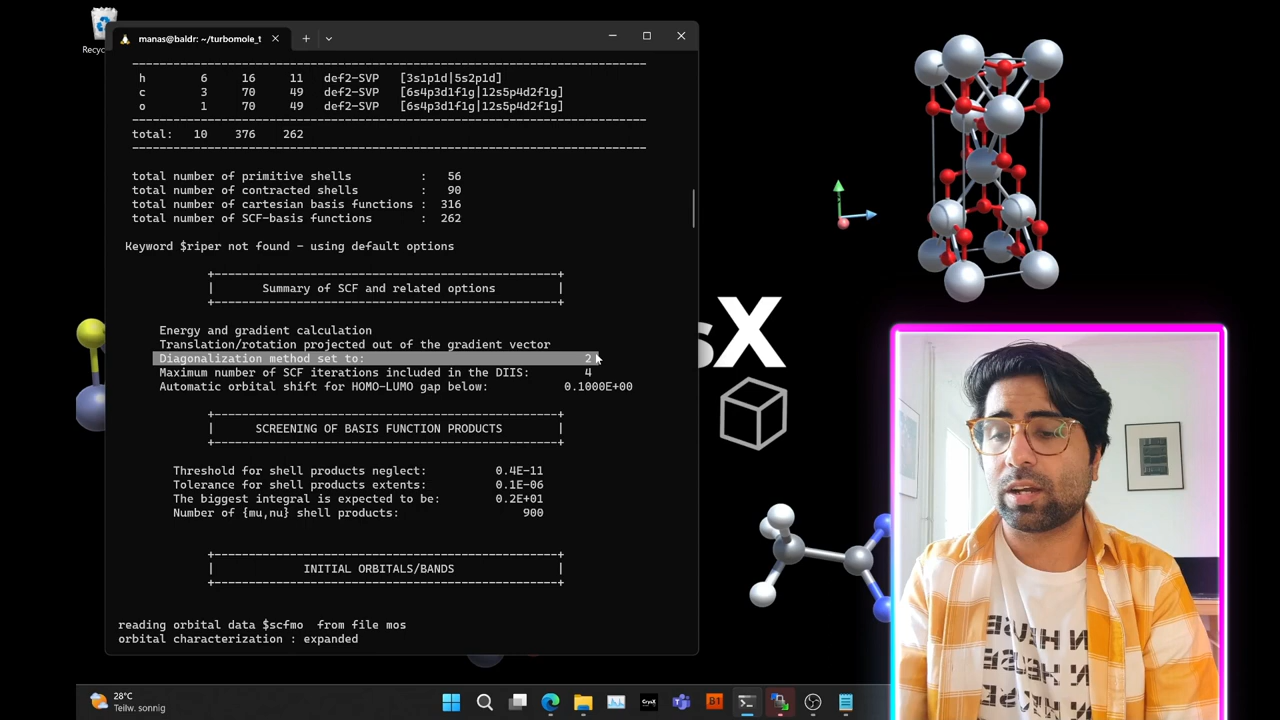 Recyc
manas@baldr: ~/turbomole_t
h 6 16 11 def2-SVP [3s1p1d|5s2p1d]
c 3 70 49 def2-SVP [6s4p3d1f1g|12s5p4d2f1g]
o 1 70 49 def2-SVP [6s4p3d1f1g|12s5p4d2f1g]
total: 10 376 262
total number of primitive shells : 56
total number of contracted shells : 90
total number of cartesian basis functions : 316
total number of SCF-basis functions : 262
Keyword $riper not found - using default options
Summary of SCF and related options
Energy and gradient calculation
Translation/rotation projected out of the gradient vector
Diagonalization method set to: 2
Maximum number of SCF iterations included in the DIIS: 4
Automatic orbital shift for HOMO-LUMO gap below: 0.1000E+00
SCREENING OF BASIS FUNCTION PRODUCTS
Threshold for shell products neglect: 0.4E-11
Tolerance for shell products extents: 0.1E-06
The biggest integral is expected to be: 0.2E+01
Number of {mu,nu} shell products: 900
INITIAL ORBITALS/BANDS
reading orbital data $scfmo from file mos
orbital characterization : expanded
sX
28°C
Teilw. sonnig
B1